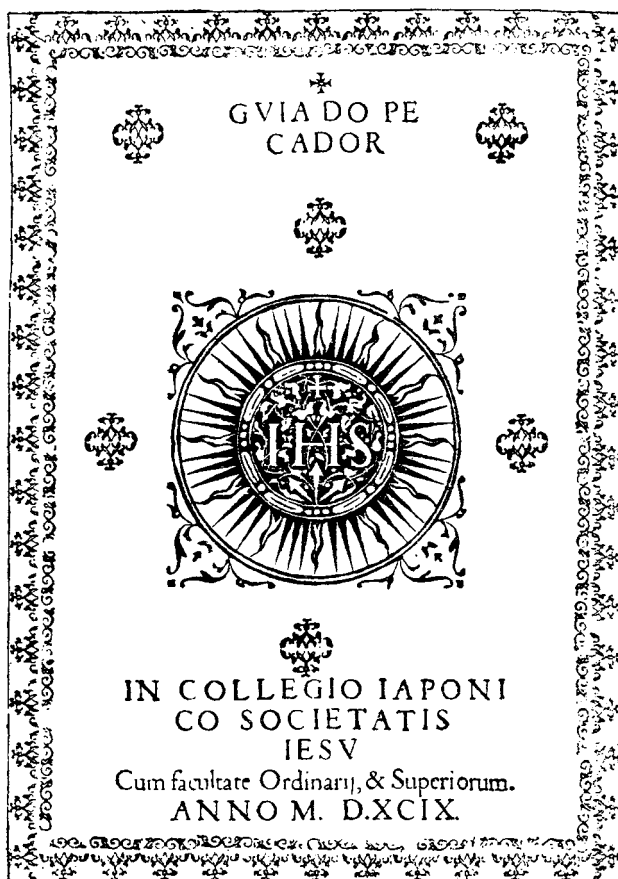 GVIA DO PE
CADOR
IHS
IN COLLEGIO IAPONI
CO SOCIETATIS
IESV
Cum facultate Ordinarij, & Superiorum.
ANNO M. D.XCIX.